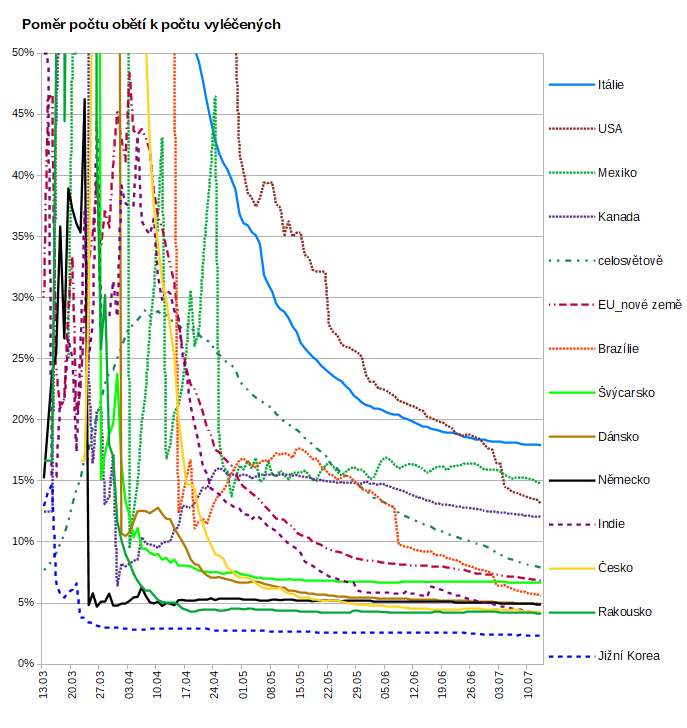 Poměr počtu obětí k počtu vyléčených
50%
45%
40%
35%
30%
25%
20%
15%
10%
5%
0%
13.03
20.03
27.03
03.04
10.04
17.04
24.04
01.05
08.05
15.05
22.05
29.05
05.06
12.06
19.06
26.06
03.07
10.07
Itálie
USA
Mexiko
Kanada
celosvětově
EU_nové země
Brazílie
Švýcarsko
Dánsko
Německo
Indie
Česko
Rakousko
Jižní Korea